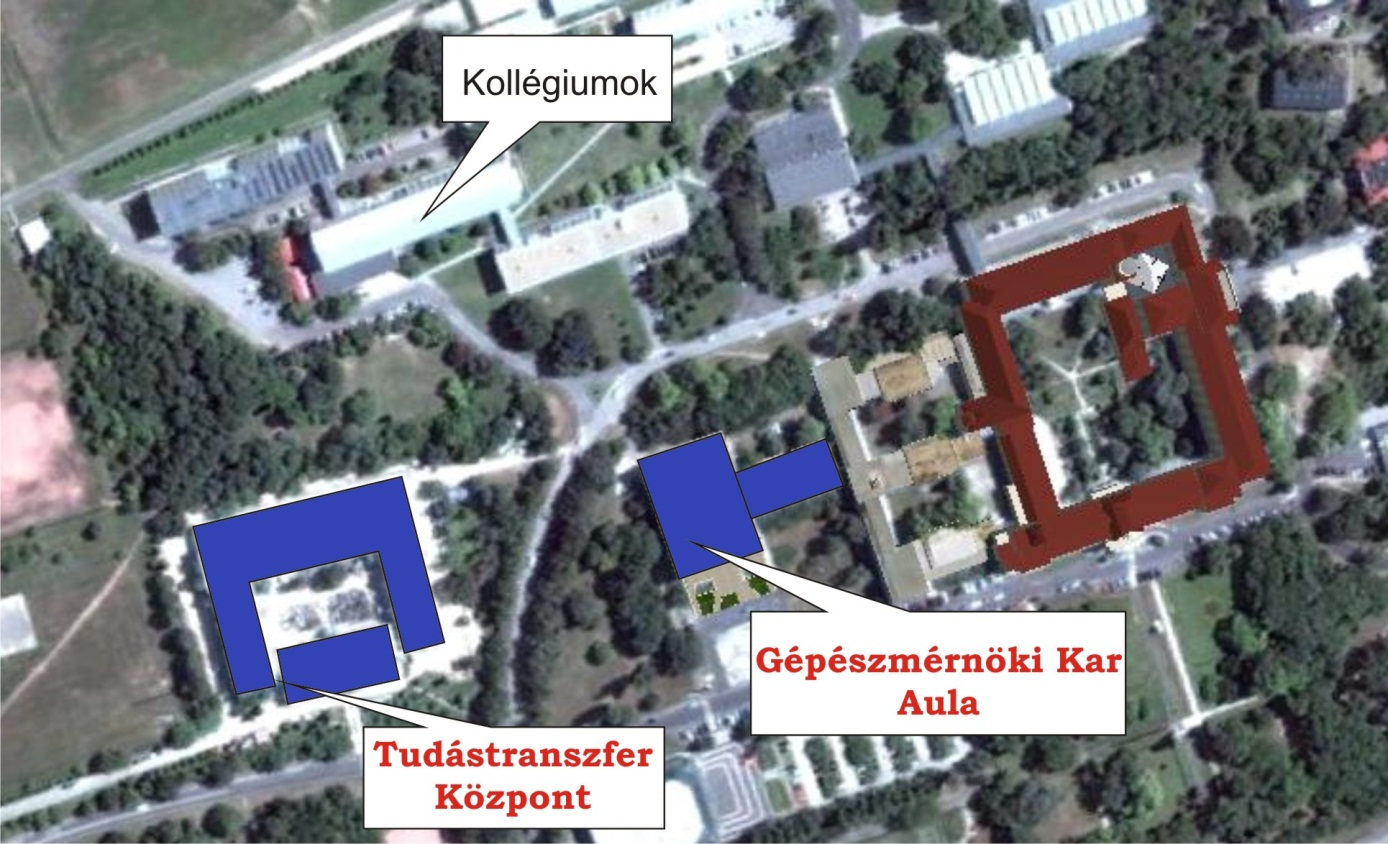 Kollégiumok
Gépészmérnöki Kar
Aula
Tudástranszfer
Központ